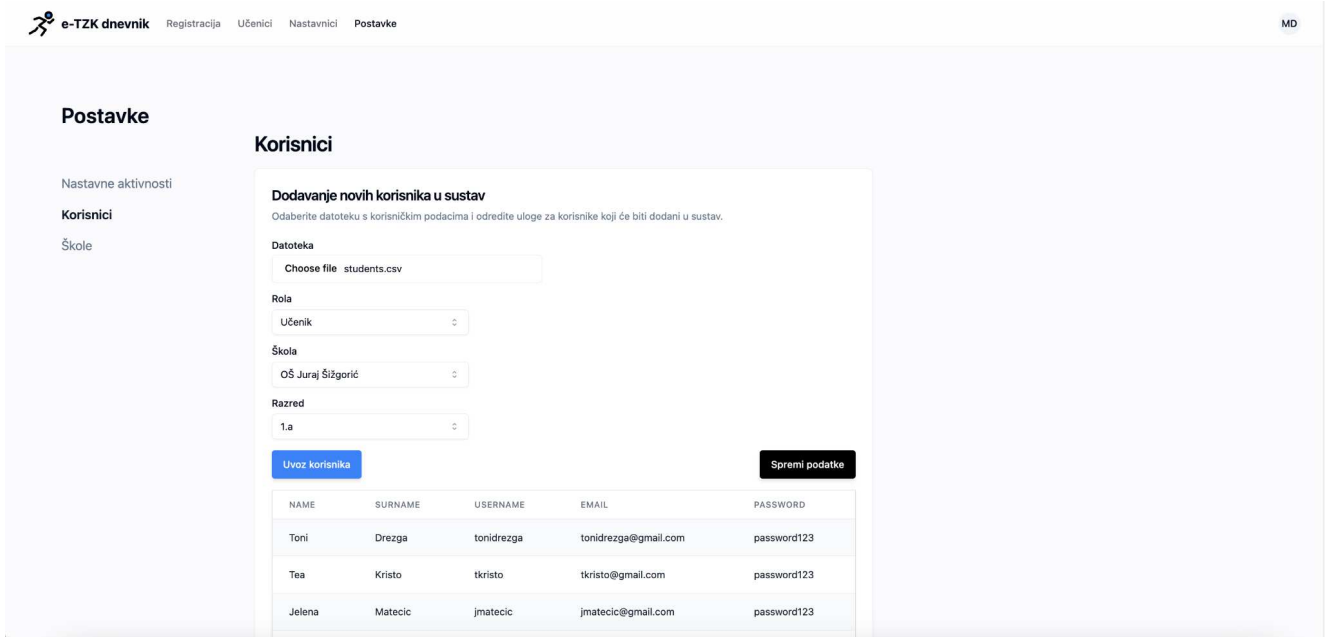 e-TZK dnevnik Registracija Učenici Nastavnici Postavke MD
Postavke
Nastavne aktivnosti
Korisnici
Škole
Korisnici
Dodavanje novih korisnika u sustav
Odaberite datoteku s korisničkim podacima i odredite uloge za korisnike koji će biti dodani u sustav.
Datoteka
Choose file students.csv
Rola
Učenik
Škola
OŠ Juraj Šižgorić
Razred
1.a
Uvoz korisnika Spremi podatke
NAME SURNAME USERNAME EMAIL PASSWORD
Toni Drezga tonidrezga tonidrezga@gmail.com password123
Tea Kristo tkristo tkristo@gmail.com password123
Jelena Matecic jmatecic jmatecic@gmail.com password123